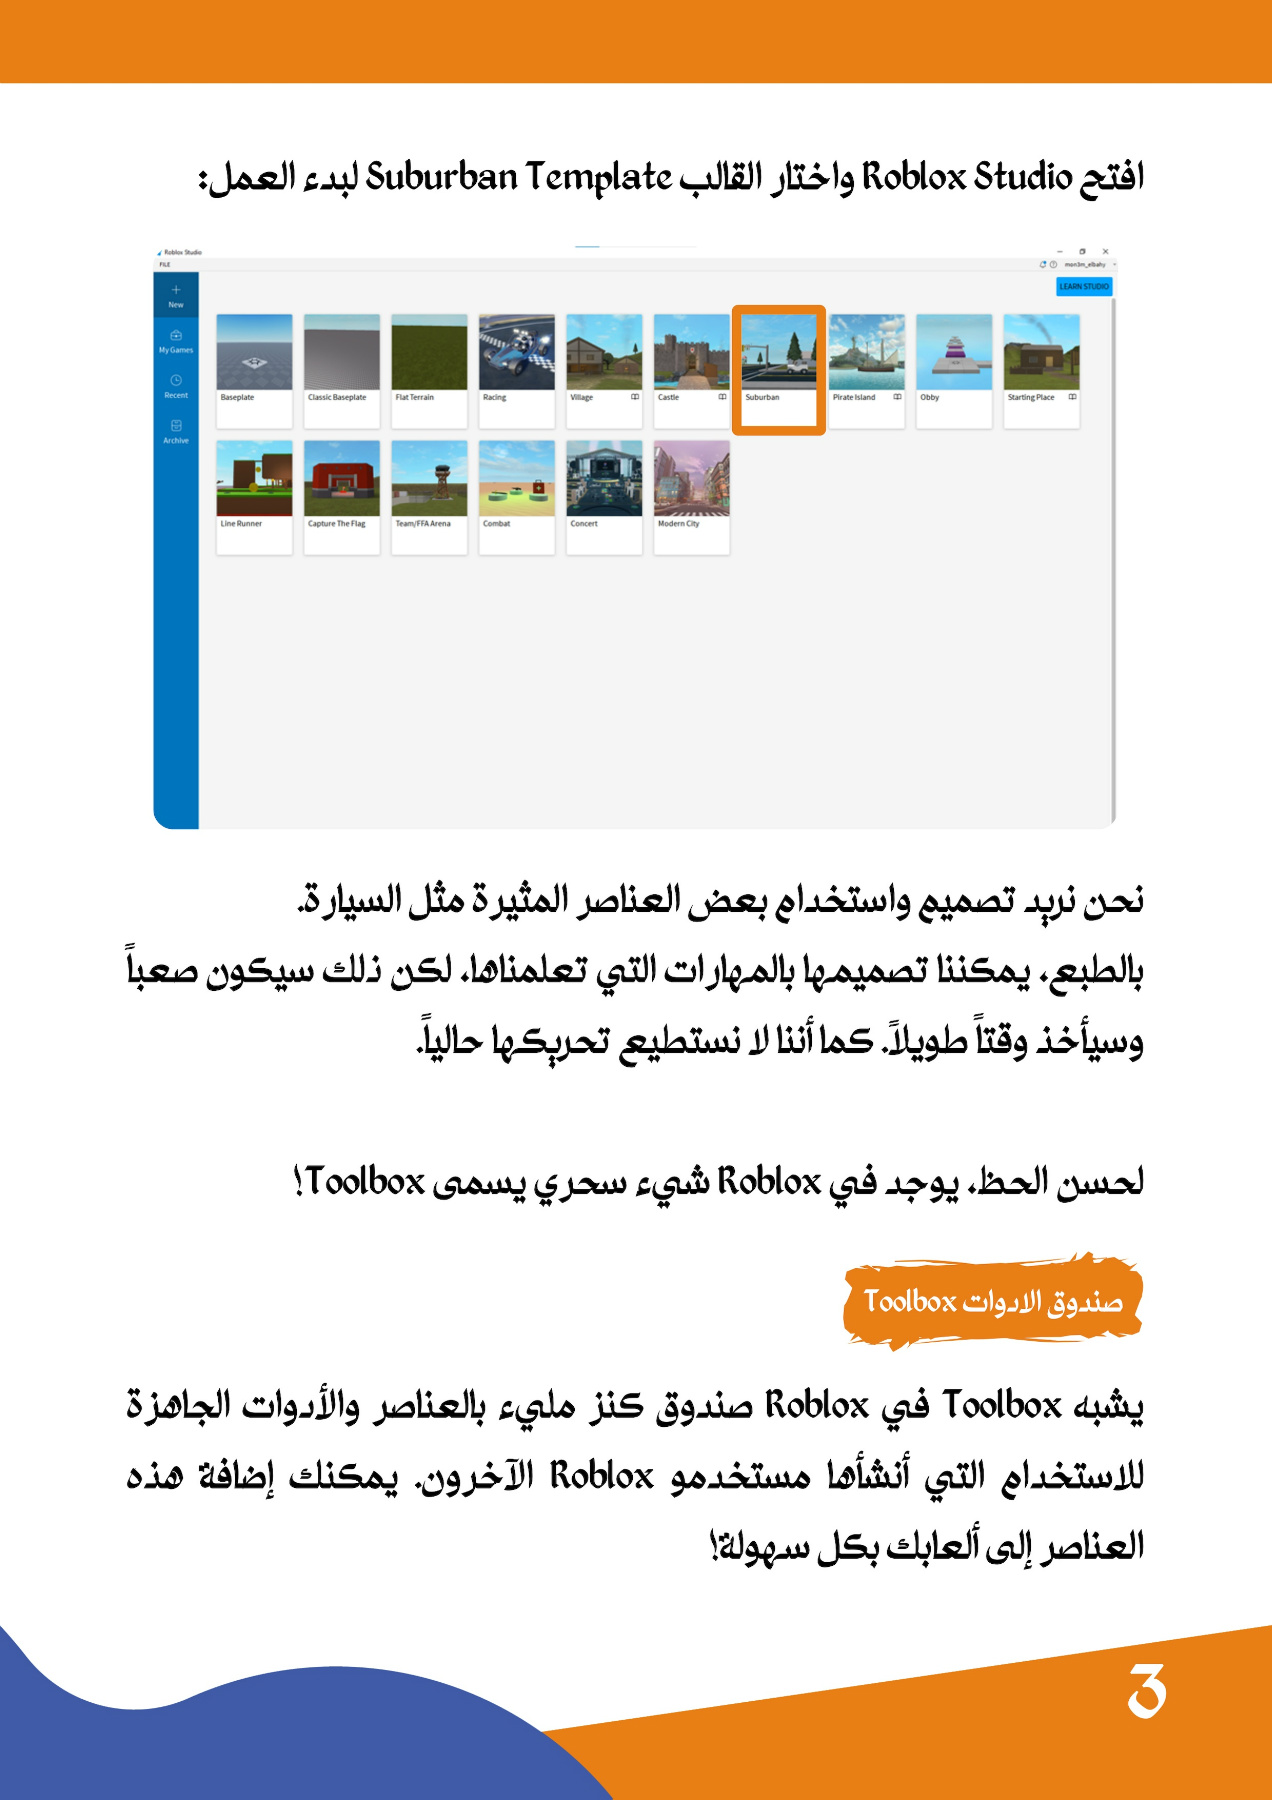 افتح Roblox Studio واختار القالب Suburban Template لبدء العمل:
Roblox Studio
FILE
mon3m_elbahy
LEARN STUDIO
New
My Games
Recent
Archive
Baseplate
Classic Baseplate
Flat Terrain
Racing
Village
Castle
Suburban
Pirate Island
Obby
Starting Place
Line Runner
Capture The Flag
Team/FFA Arena
Combat
Concert
Modern City
نحن نريد تصميم واستخدام بعض العناصر المثيرة مثل السيارة.
بالطبع، يمكننا تصميمها بالمهارات التي تعلمناها، لكن ذلك سيكون صعباً
وسيأخذ وقتاً طويلاً. كما أننا لا نستطيع تحريكها حالياً.
لحسن الحظ، يوجد في Roblox شيء سحري يسمى Toolbox!
صندوق الادوات Toolbox
يشبه Toolbox في Roblox صندوق كنز مليء بالعناصر والأدوات الجاهزة
للاستخدام التي أنشأها مستخدمو Roblox الآخرون. يمكنك إضافة هذه
العناصر إلى ألعابك بكل سهولة!
3